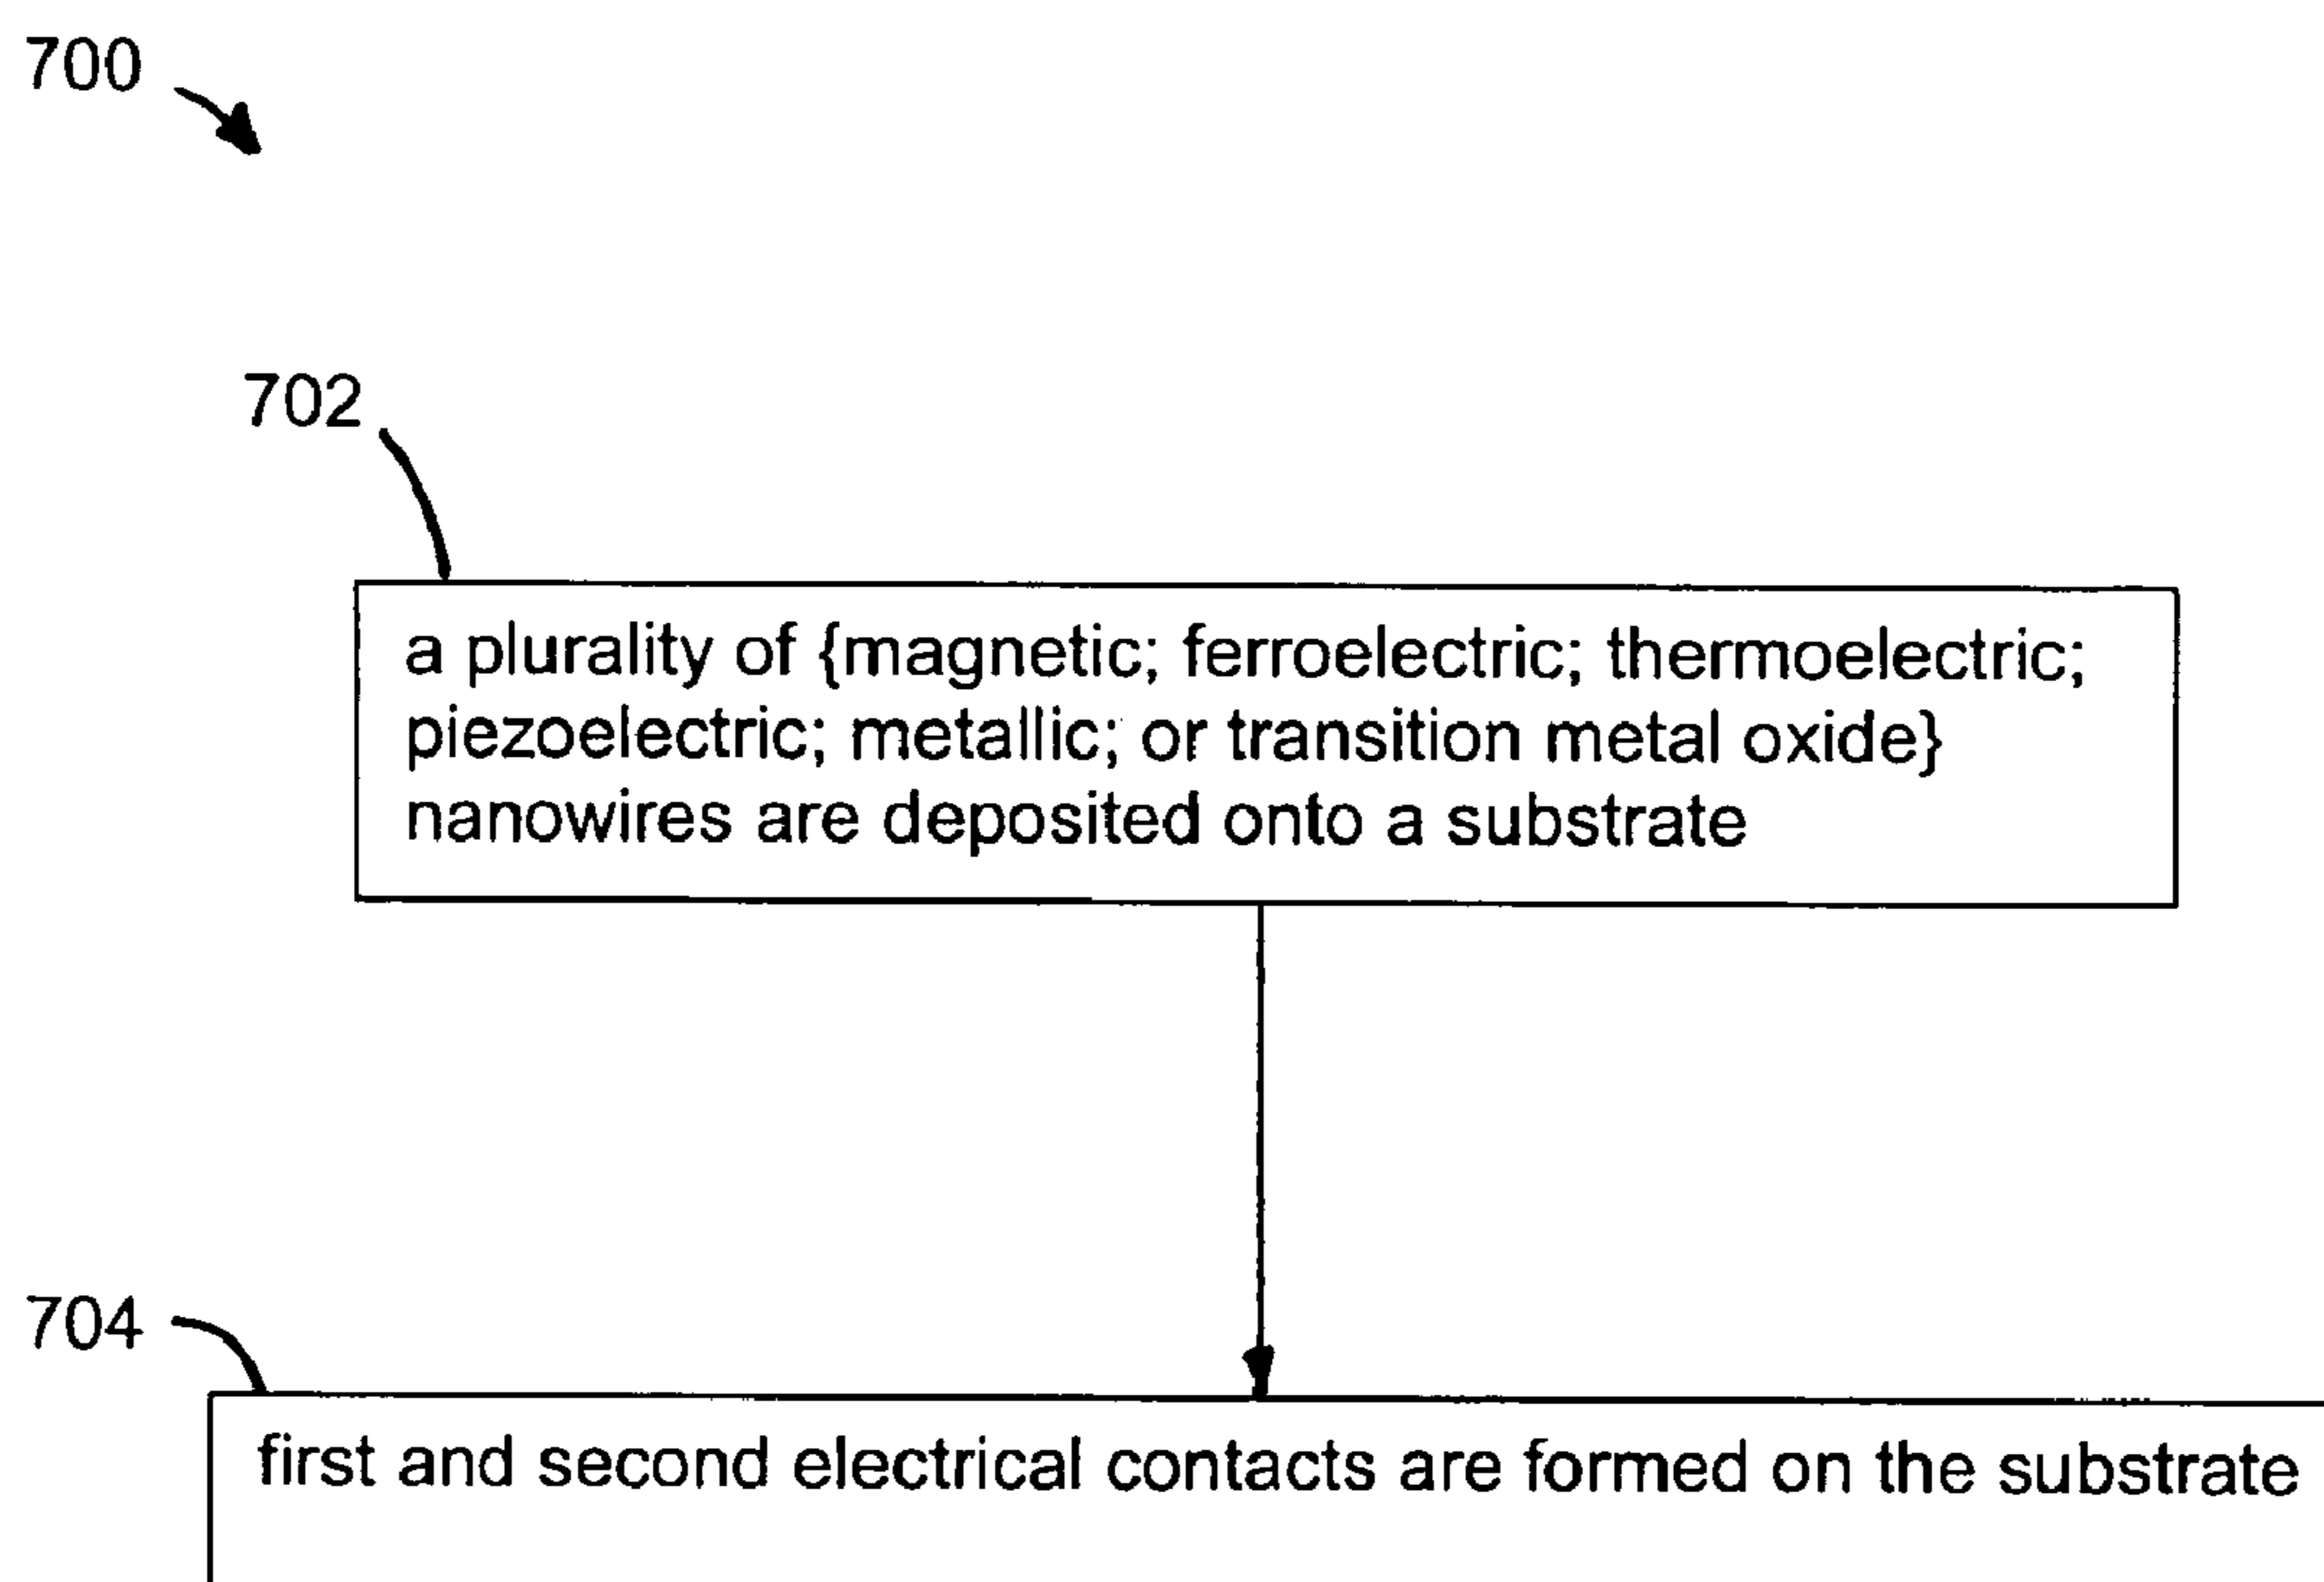 700
702
a plurality of {magnetic; ferroelectric; thermoelectric;
piezoelectric; metallic; or transition metal oxide}
nanowires are deposited onto a substrate
704
first and second electrical contacts are formed on the substrate